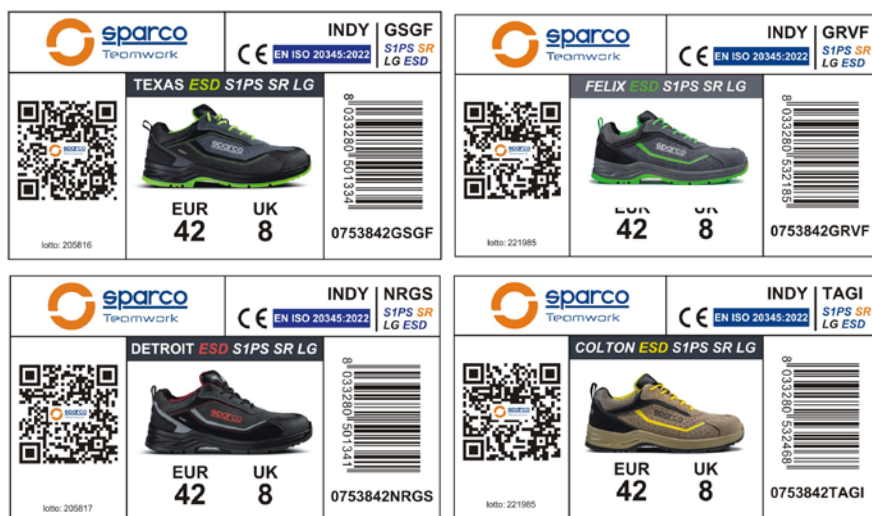 sparco
Teamwork
INDY | GSGF
CE EN ISO 20345:2022
S1PS SR
LG ESD
TEXAS ESD S1PS SR LG
sparco
EUR
42
UK
8
lotto: 205816
8 033280 501334
0753842GSGF
sparco
Teamwork
INDY | GRVF
CE EN ISO 20345:2022
S1PS SR
LG ESD
FELIX ESD S1PS SR LG
sparco
EUR
42
UK
8
lotto: 221985
8 033280 532185
0753842GRVF
sparco
Teamwork
INDY | NRGS
CE EN ISO 20345:2022
S1PS SR
LG ESD
DETROIT ESD S1PS SR LG
sparco
sparco
EUR
42
UK
8
lotto: 205817
8 033280 501341
0753842NRGS
sparco
Teamwork
INDY | TAGI
CE EN ISO 20345:2022
S1PS SR
LG ESD
COLTON ESD S1PS SR LG
sparco
EUR
42
UK
8
lotto: 221985
8 033280 532468
0753842TAGI